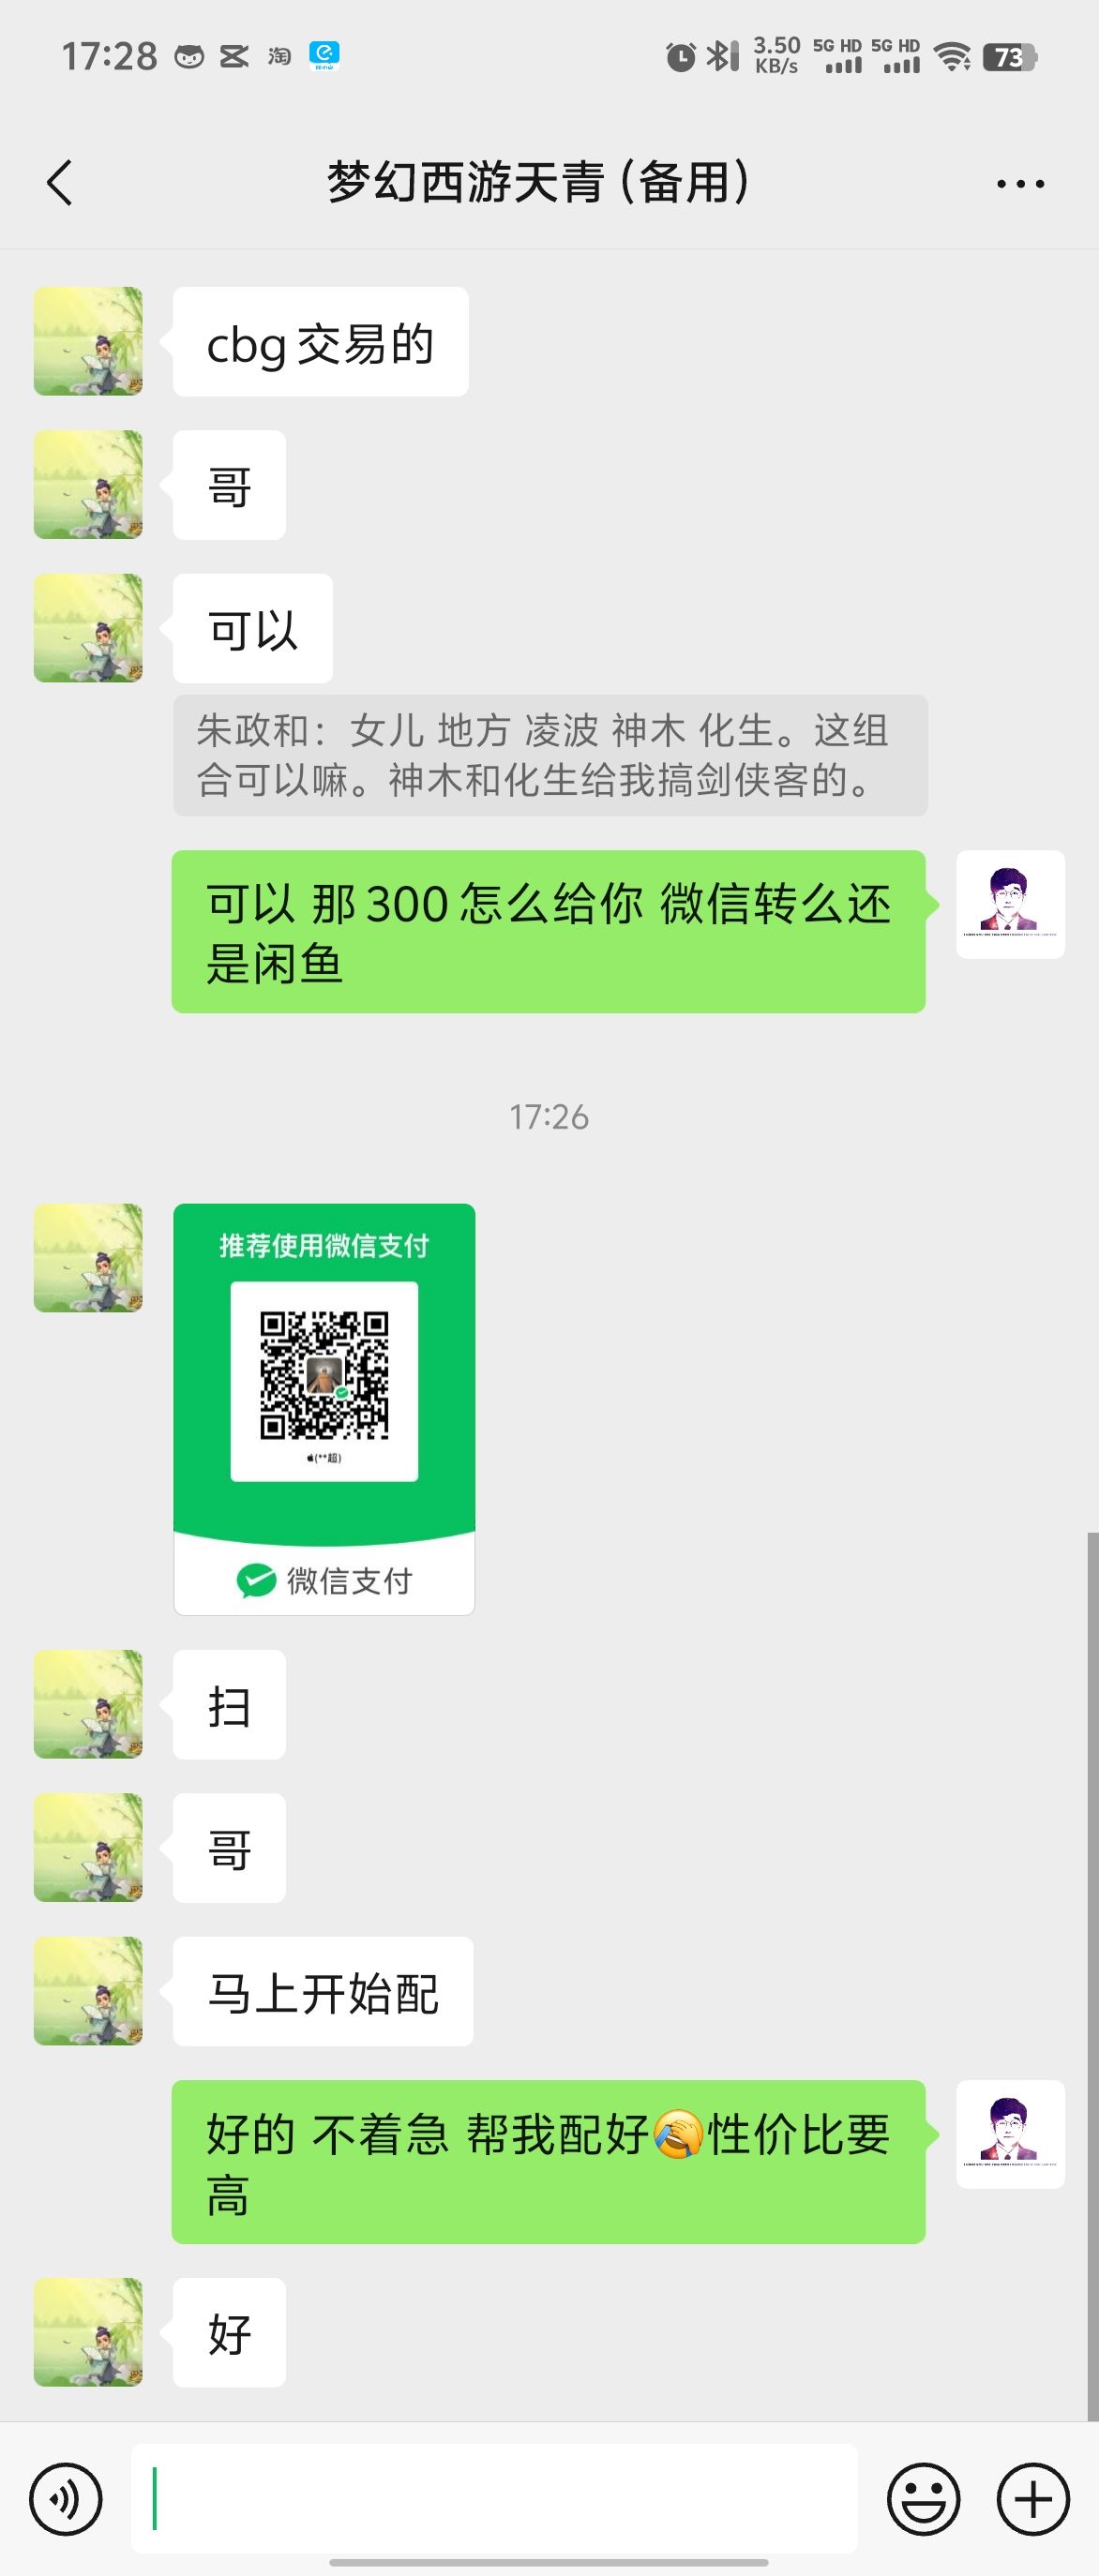 17:28
淘
3.50
KB/s
5G HD 5G HD
73
梦幻西游天青(备用)
cbg交易的
哥
可以
朱政和：女儿 地方 凌波 神木 化生。这组
合可以嘛。神木和化生给我搞剑侠客的。
可以 那300怎么给你 微信转么还
是闲鱼
17:26
推荐使用微信支付
(**超)
微信支付
扫
哥
马上开始配
好的 不着急 帮我配好🤣性价比要
高
好